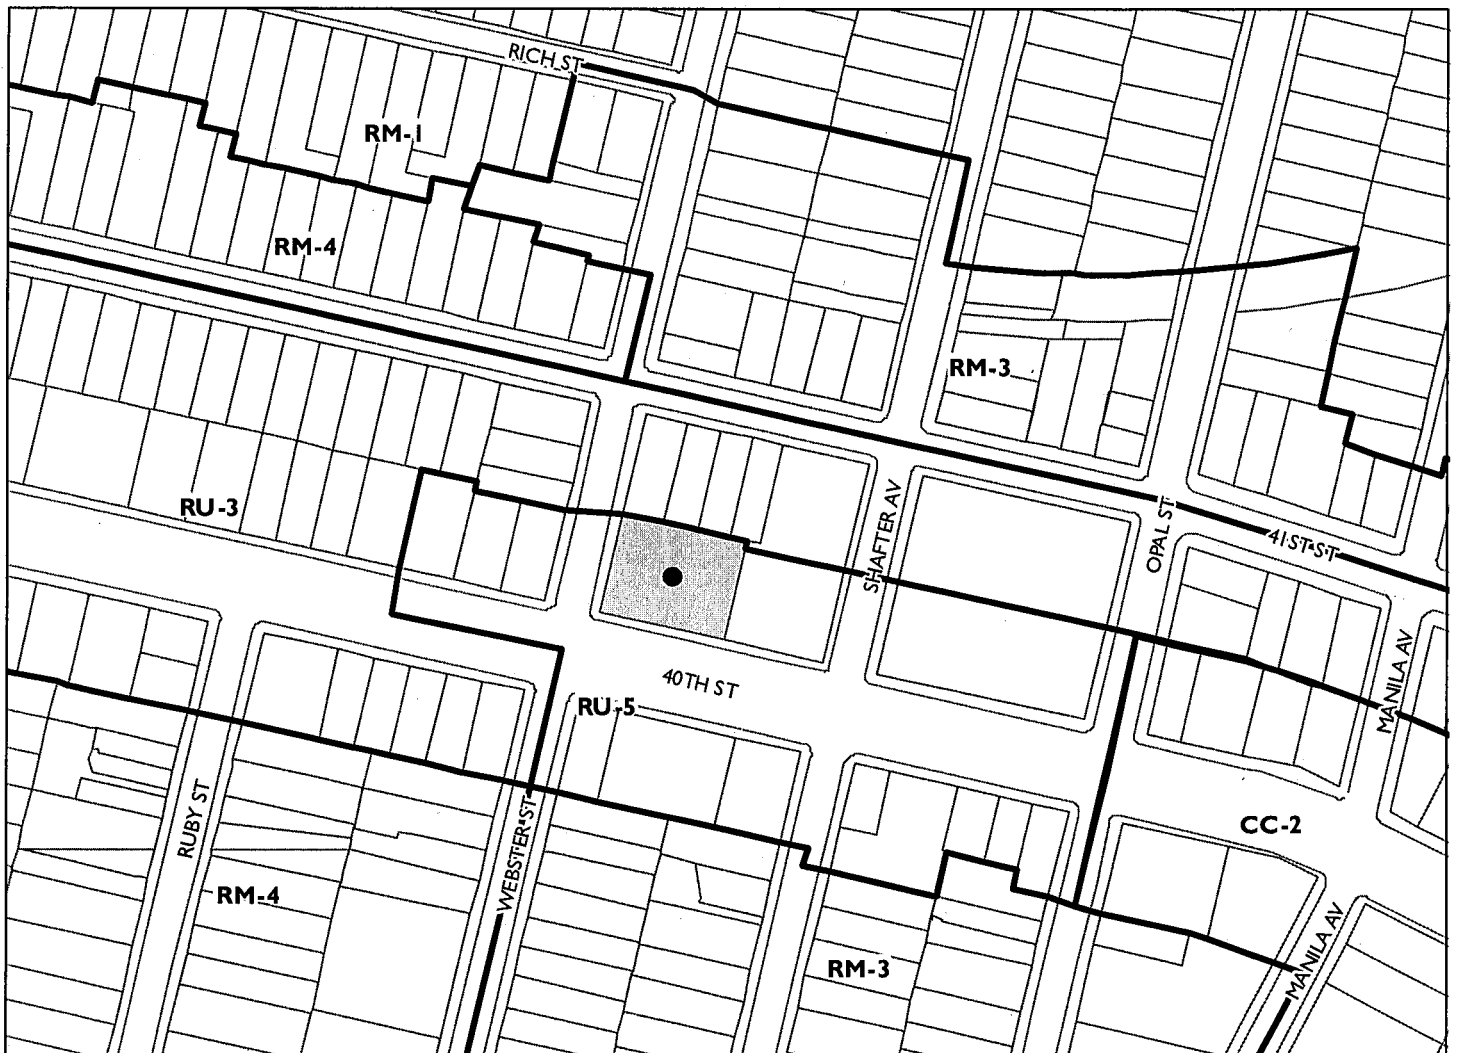 RICH ST
RM-1
RM-4
RM-3
RU-3
SHAFTER AV
OPAL ST
41ST ST
MANILA AV
40TH ST
RU-5
CC-2
RUBY ST
WEBSTER ST
RM-4
RM-3
MANILA AV